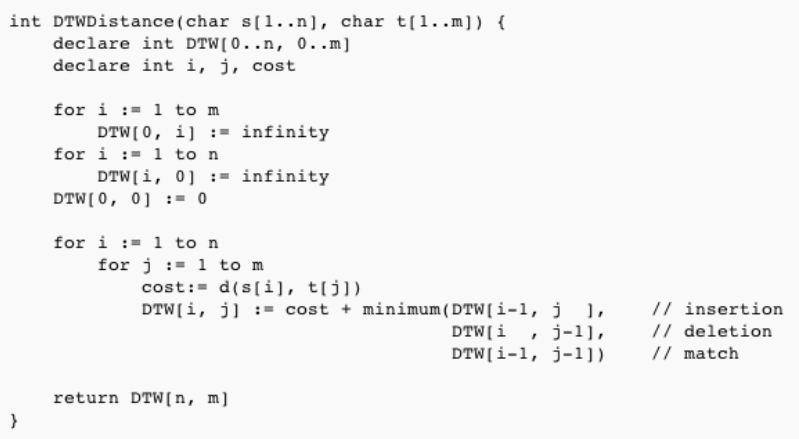 int DTWDistance(char s[1..n], char t[1..m]) {
    declare int DTW[0..n, 0..m]
    declare int i, j, cost

    for i := 1 to m
        DTW[0, i] := infinity
    for i := 1 to n
        DTW[i, 0] := infinity
    DTW[0, 0] := 0

    for i := 1 to n
        for j := 1 to m
            cost:= d(s[i], t[j])
            DTW[i, j] := cost + minimum(DTW[i-1, j  ],    // insertion
                                        DTW[i  , j-1],    // deletion
                                        DTW[i-1, j-1])    // match

    return DTW[n, m]
}